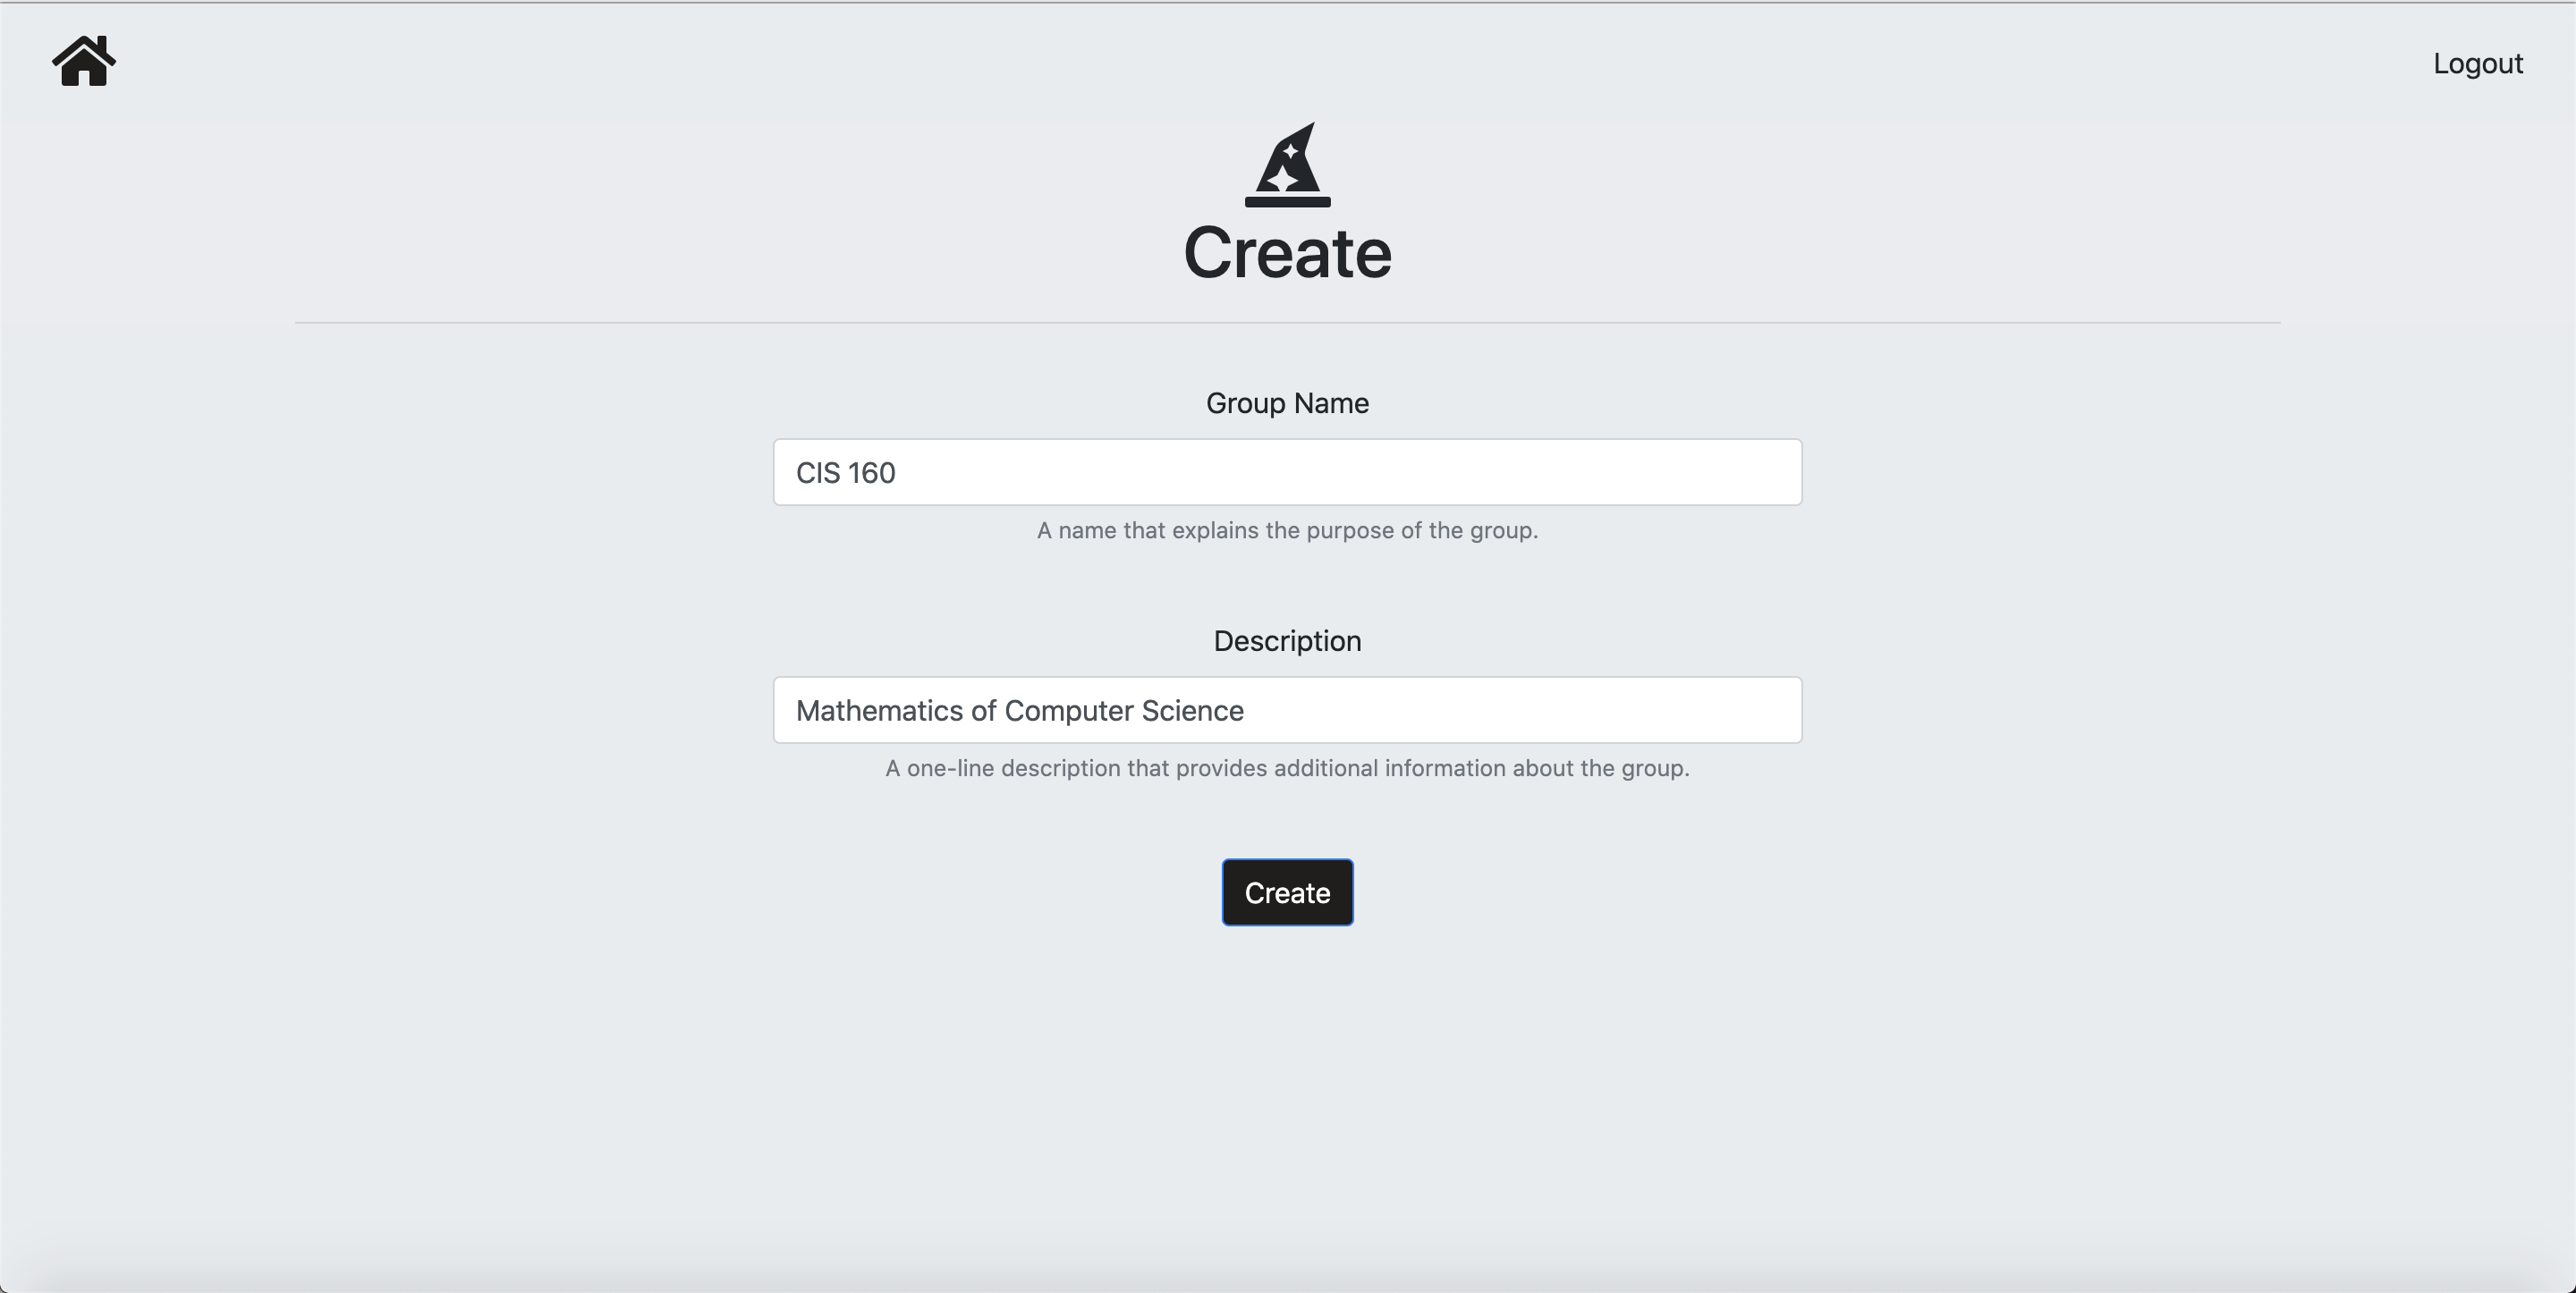 Logout
Create
Group Name
CIS 160
A name that explains the purpose of the group.
Description
Mathematics of Computer Science
A one-line description that provides additional information about the group.
Create